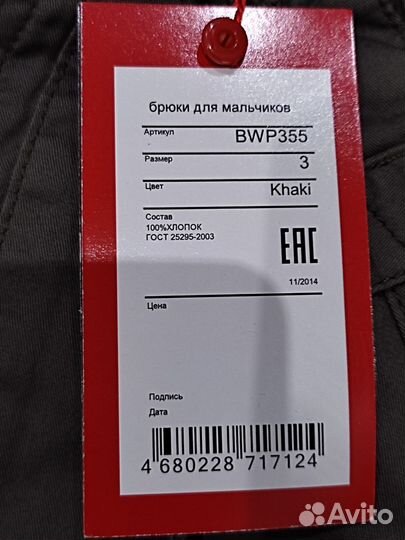 брюки для мальчиков
Артикул BWP355
Размер 3
Цвет Khaki
Состав
100%ХЛОПОК
ГОСТ 25295-2003
EAC
11/2014
Цена
Подпись
Дата
4 680228 717124
Avito